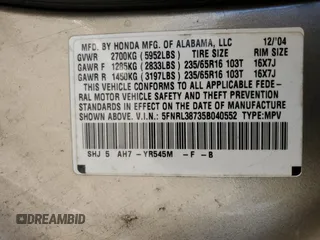 MFD. BY HONDA MFG. OF ALABAMA, LLC 12/'04
GVWR 2700KG (5952LBS) TIRE SIZE RIM SIZE
GAWR F 1285KG (2833LBS) 235/65R16 103T 16X7J
GAWR R 1450KG (3197LBS) 235/65R16 103T 16X7J
THIS VEHICLE CONFORMS TO ALL APPLICABLE FEDE-
RAL MOTOR VEHICLE SAFETY AND THEFT PREVENTION
STANDARDS IN EFFECT ON THE DATE OF MANUFACTURE
SHOWN ABOVE. V.I.N.: 5FNRL38735B040552 TYPE:MPV
SHJ 5 AH7 - YR545M - F - B
DREAMBID